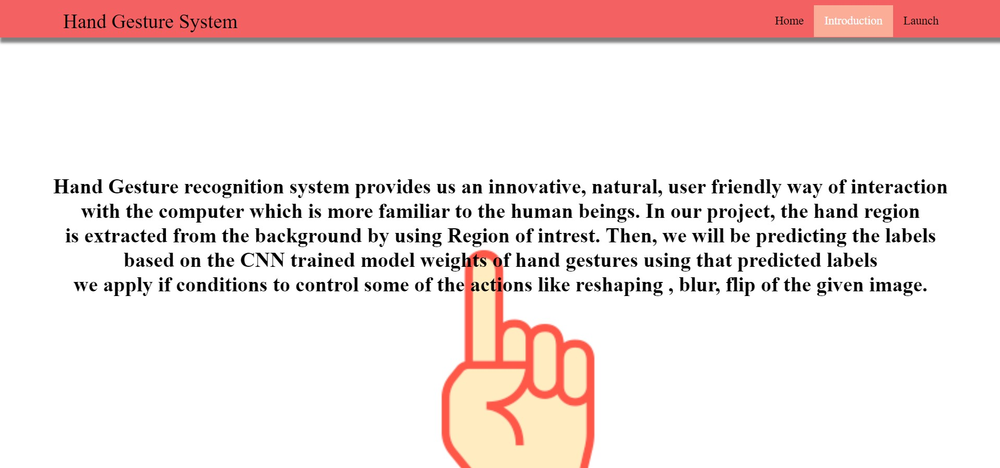 Hand Gesture System
Home Introduction Launch
Hand Gesture recognition system provides us an innovative, natural, user friendly way of interaction
with the computer which is more familiar to the human beings. In our project, the hand region
is extracted from the background by using Region of intrest. Then, we will be predicting the labels
based on the CNN trained model weights of hand gestures using that predicted labels
we apply if conditions to control some of the actions like reshaping , blur, flip of the given image.